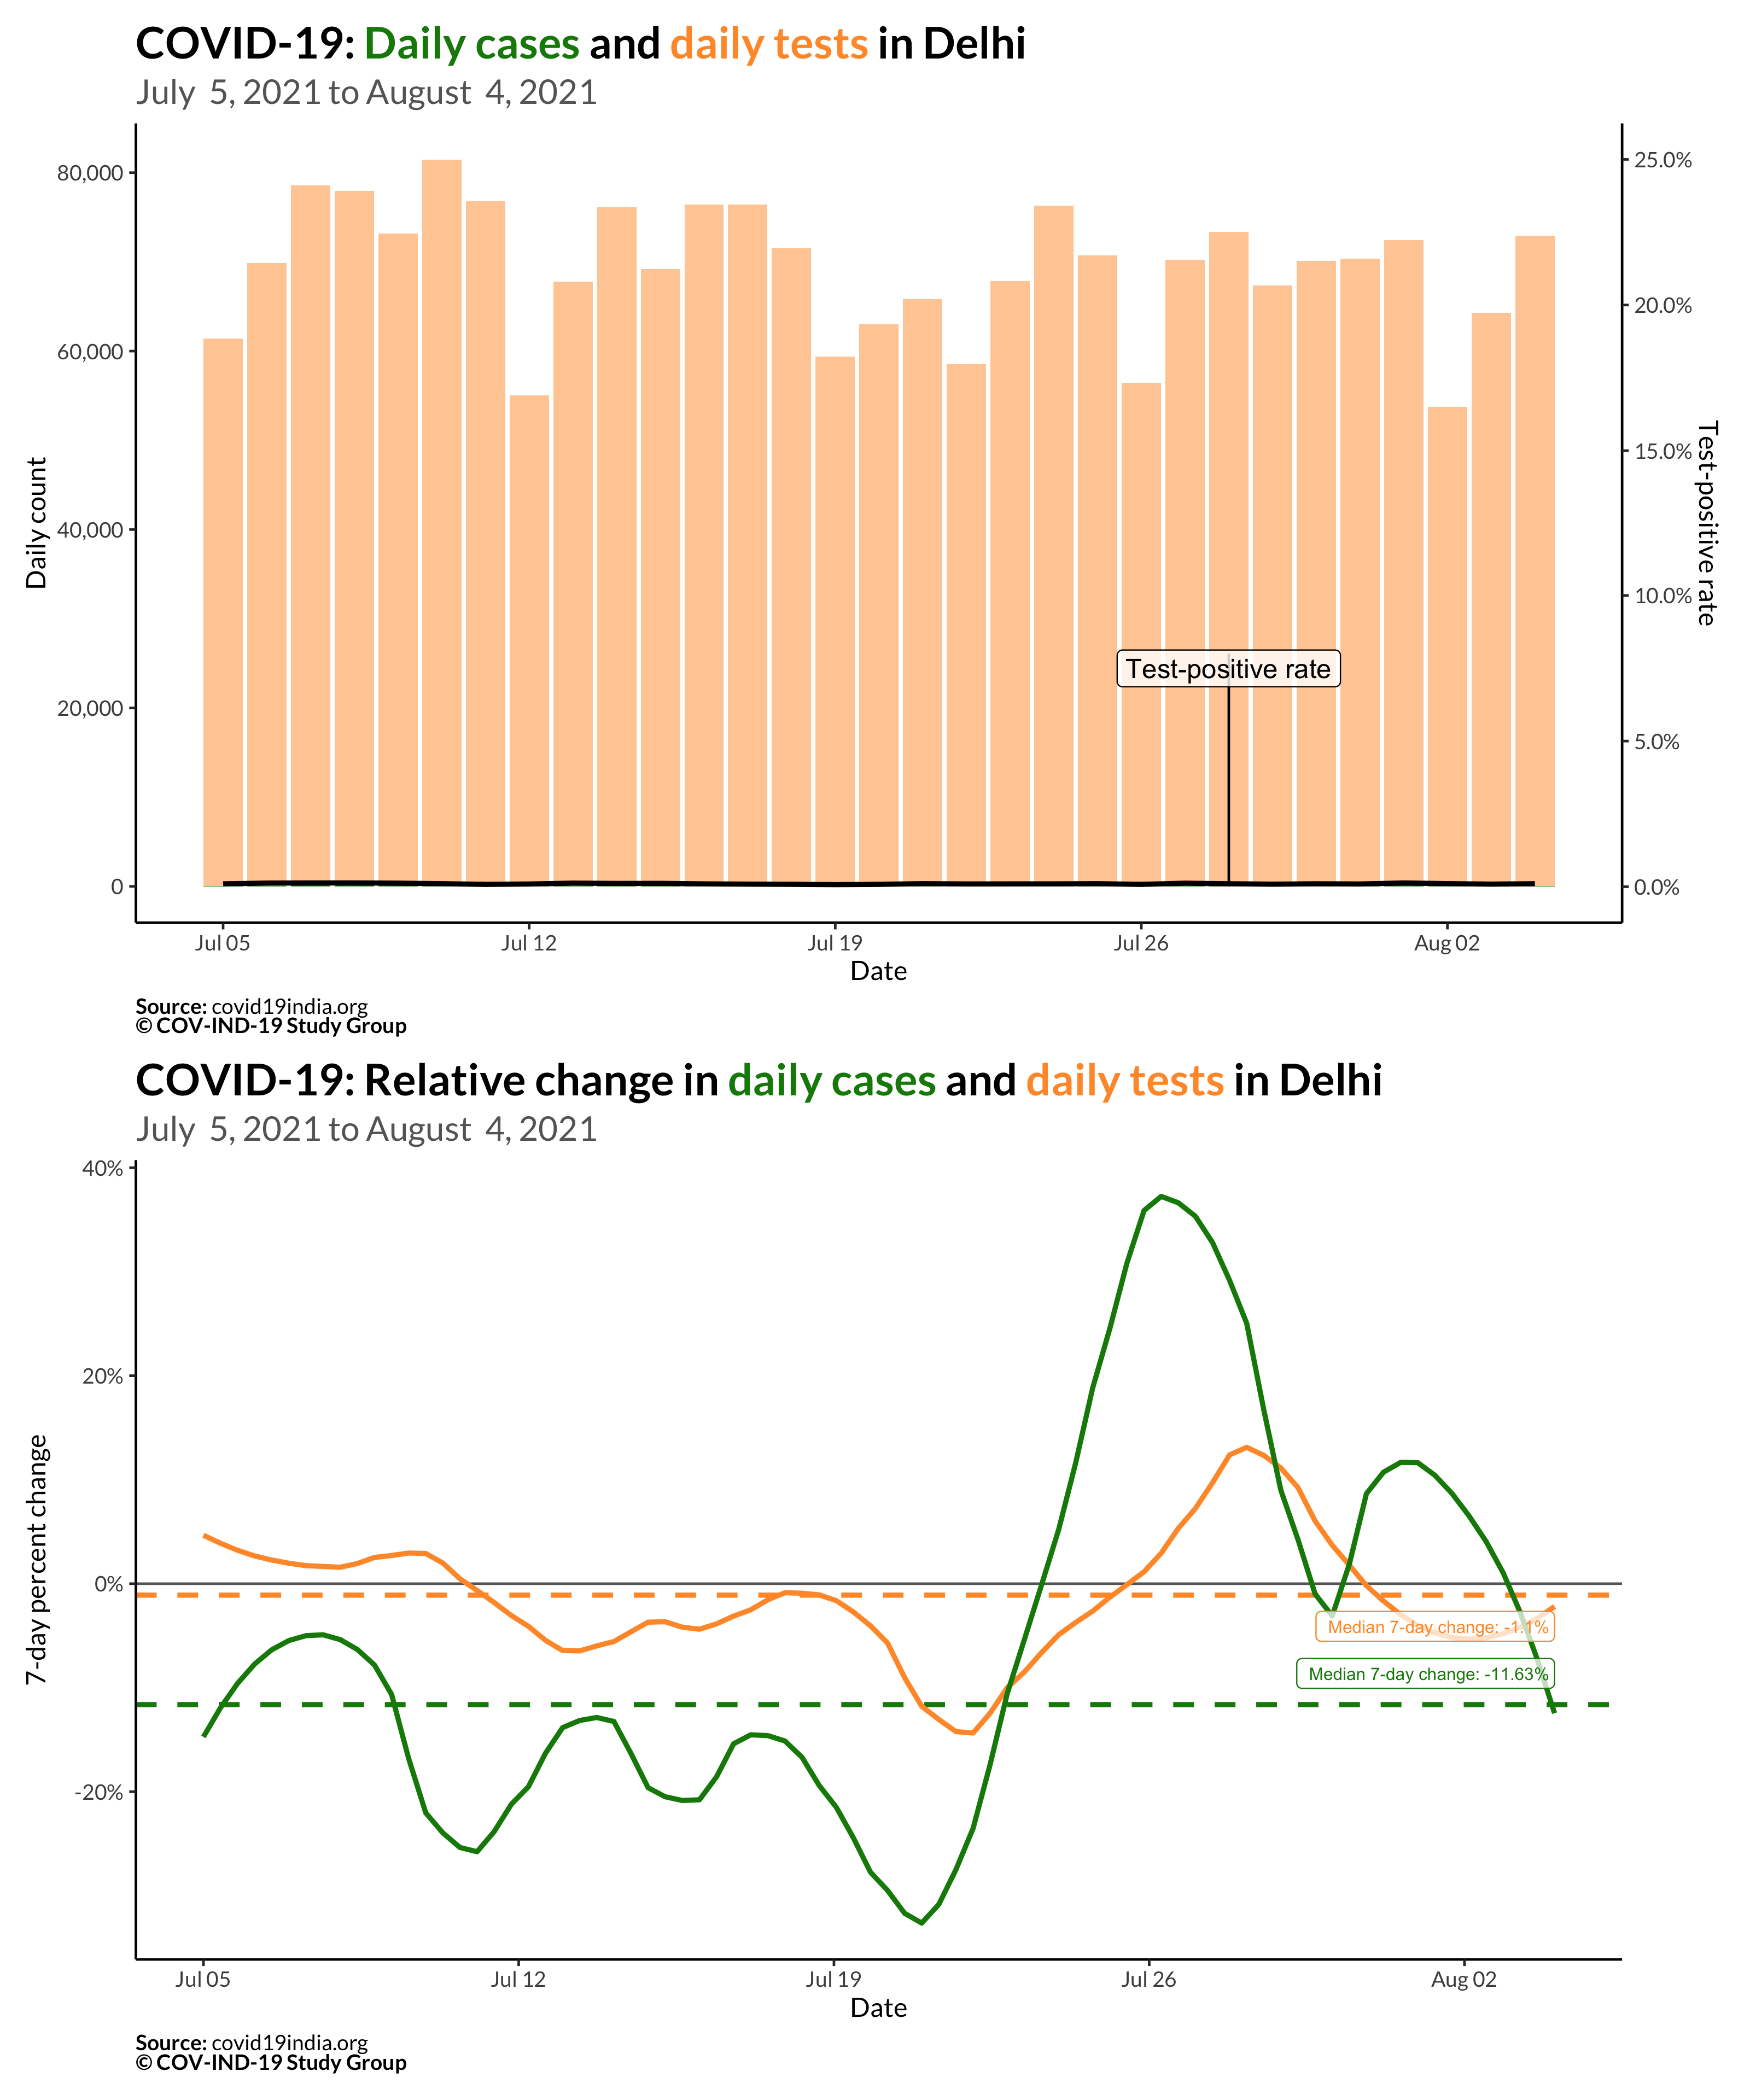 COVID-19: Daily cases and daily tests in Delhi
July 5, 2021 to August 4, 2021
80,000
60,000
40,000
20,000
0
Daily count
25.0%
20.0%
15.0%
10.0%
5.0%
0.0%
Test-positive rate
Test-positive rate
Jul 05
Jul 12
Jul 19
Jul 26
Aug 02
Date
Source: covid19india.org
© COV-IND-19 Study Group
COVID-19: Relative change in daily cases and daily tests in Delhi
July 5, 2021 to August 4, 2021
40%
20%
0%
-20%
7-day percent change
Median 7-day change: -1.1%
Median 7-day change: -11.63%
Jul 05
Jul 12
Jul 19
Jul 26
Aug 02
Date
Source: covid19india.org
© COV-IND-19 Study Group